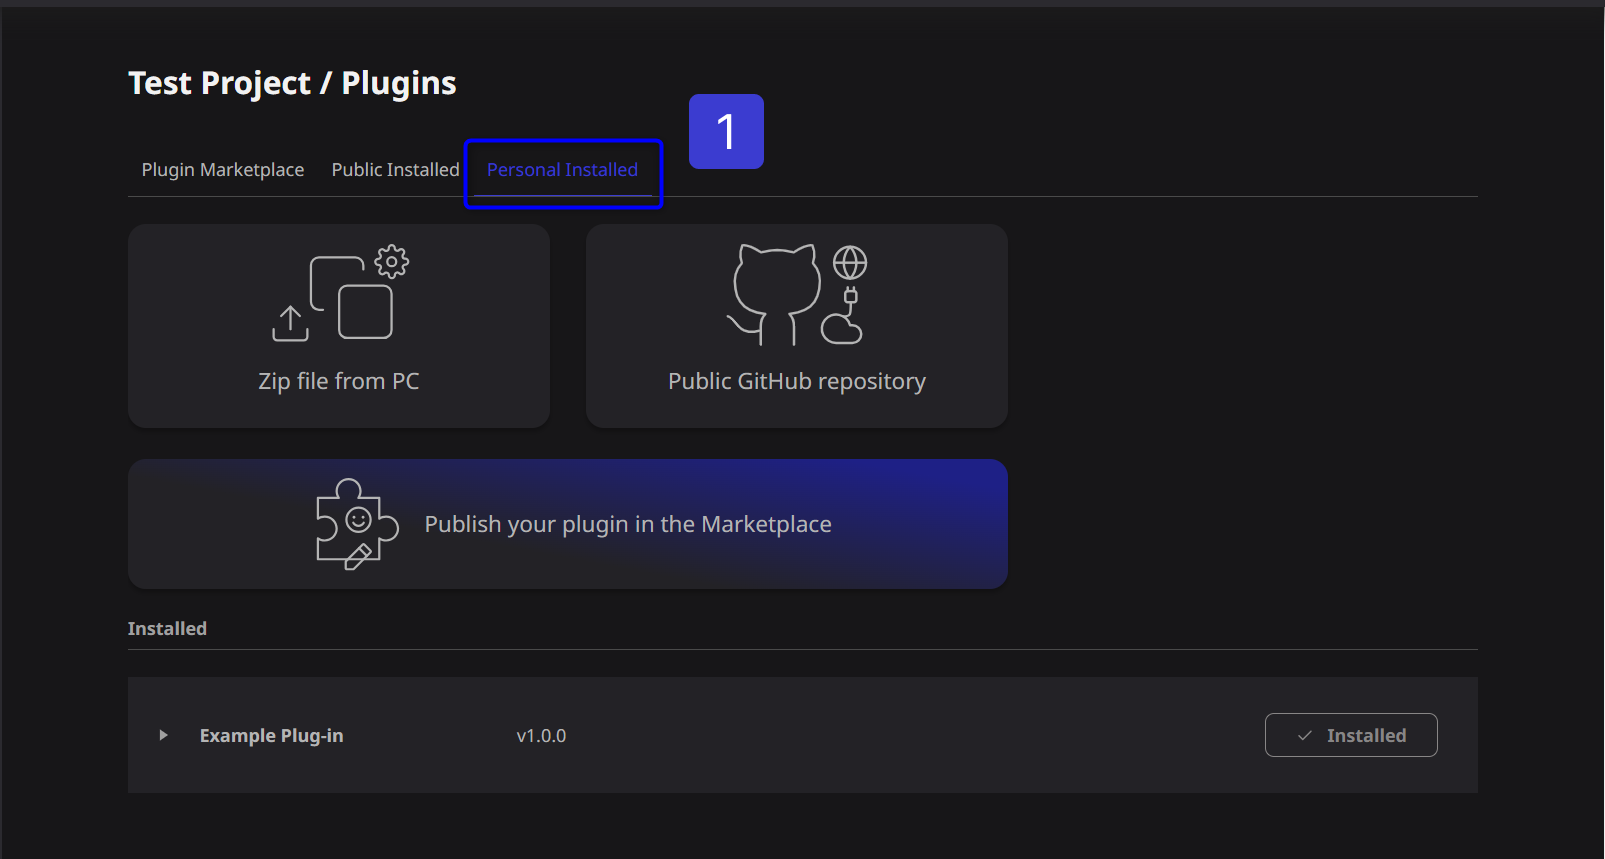 Test Project / Plugins
1
Plugin Marketplace Public Installed Personal Installed
Zip file from PC
Public GitHub repository
Publish your plugin in the Marketplace
Installed
Example Plug-in v1.0.0 Installed